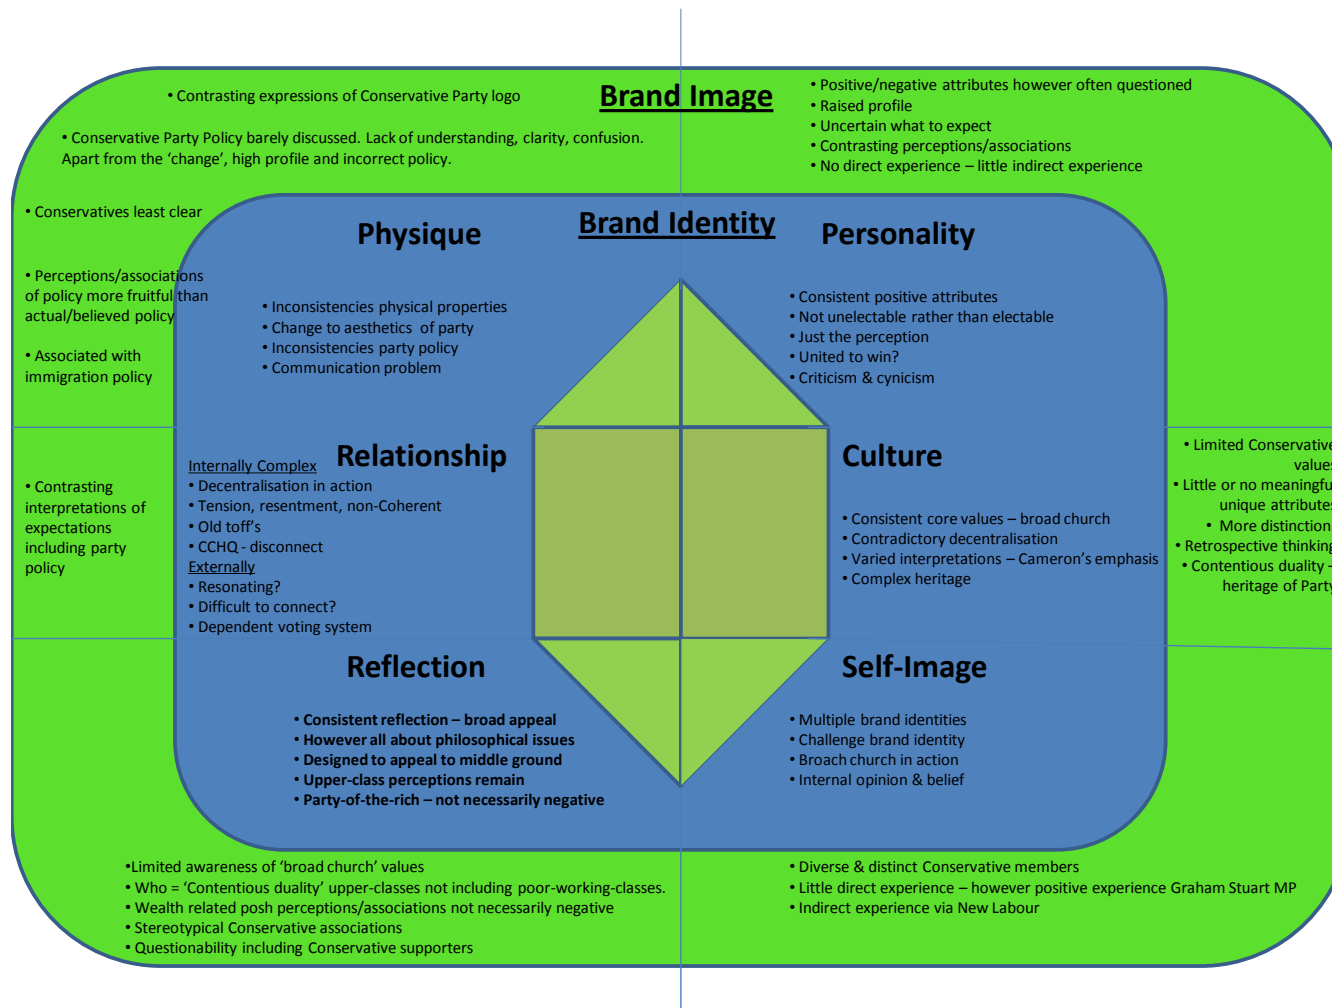 Brand Image
• Contrasting expressions of Conservative Party logo
• Conservative Party Policy barely discussed. Lack of understanding, clarity, confusion.
Apart from the ‘change’, high profile and incorrect policy.
• Positive/negative attributes however often questioned
• Raised profile
• Uncertain what to expect
• Contrasting perceptions/associations
• No direct experience – little indirect experience
• Conservatives least clear
• Perceptions/associations
of policy more fruitful than
actual/believed policy
• Associated with
immigration policy
Brand Identity
Physique
• Inconsistencies physical properties
• Change to aesthetics of party
• Inconsistencies party policy
• Communication problem
Personality
• Consistent positive attributes
• Not unelectable rather than electable
• Just the perception
• United to win?
• Criticism & cynicism
• Contrasting
interpretations of
expectations
including party
policy
Relationship
Internally Complex
• Decentralisation in action
• Tension, resentment, non-Coherent
• Old toff’s
• CCHQ - disconnect
Externally
• Resonating?
• Difficult to connect?
• Dependent voting system
Culture
• Consistent core values – broad church
• Contradictory decentralisation
• Varied interpretations – Cameron’s emphasis
• Complex heritage
• Limited Conservative
values
• Little or no meaningfu
unique attributes
• More distinction
• Retrospective thinking
• Contentious duality –
heritage of Party
Reflection
• Consistent reflection – broad appeal
• However all about philosophical issues
• Designed to appeal to middle ground
• Upper-class perceptions remain
• Party-of-the-rich – not necessarily negative
Self-Image
• Multiple brand identities
• Challenge brand identity
• Broach church in action
• Internal opinion & belief
•Limited awareness of ‘broad church’ values
• Who = ‘Contentious duality’ upper-classes not including poor-working-classes.
• Wealth related posh perceptions/associations not necessarily negative
• Stereotypical Conservative associations
• Questionability including Conservative supporters
• Diverse & distinct Conservative members
• Little direct experience – however positive experience Graham Stuart MP
• Indirect experience via New Labour